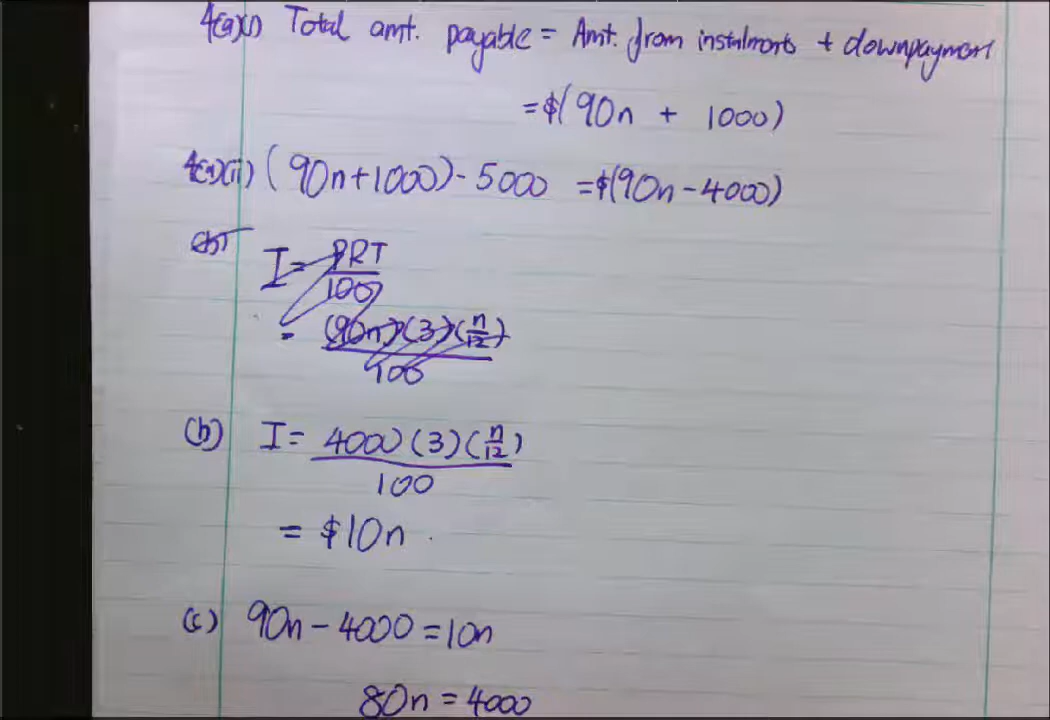 4(a)(i) Total amt. payable = Amt. from instalments + downpayment
= $(90n + 1000)
4(a)(ii) (90n+1000) - 5000 = $(90n - 4000)
(b) I = PRT/100
= (90n)(3)(n/12)/100
(b) I = 4000(3)(n/12)/100
= $10n.
(c) 90n - 4000 = 10n
80n = 4000